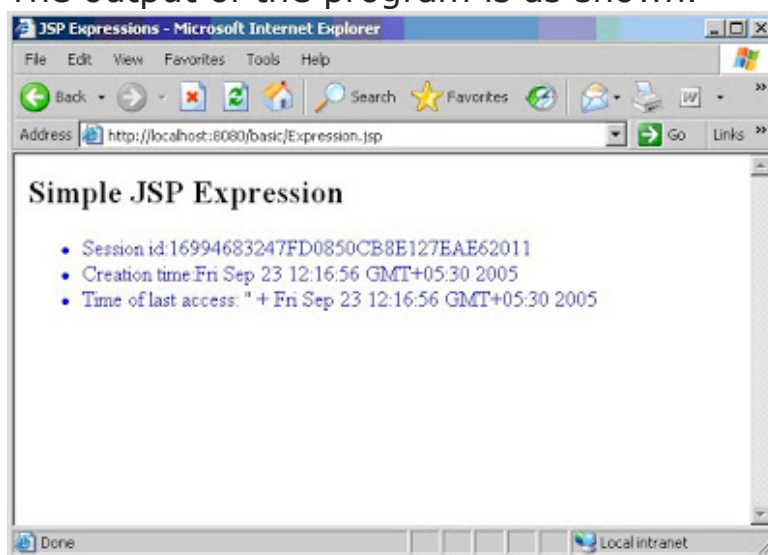 The output of the program is as shown:
JSP Expressions - Microsoft Internet Explorer
File Edit View Favorites Tools Help
Back Search Favorites
Address http://localhost:8080/basic/Expression.jsp Go Links
Simple JSP Expression
• Session id:16994683247FD0850CB8E127EAE62011
• Creation time:Fri Sep 23 12:16:56 GMT+05:30 2005
• Time of last access: " + Fri Sep 23 12:16:56 GMT+05:30 2005
Done Local intranet